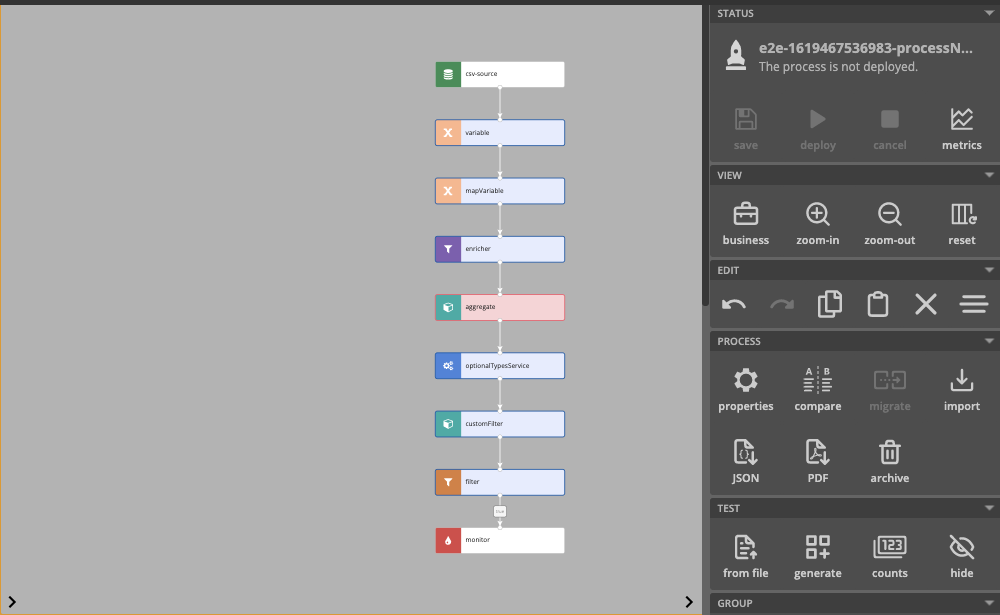 csv-source
variable
mapVariable
enricher
aggregate
optionalTypesService
customFilter
filter
true
monitor
STATUS
e2e-1619467536983-processN...
The process is not deployed.
save deploy cancel metrics
VIEW
business zoom-in zoom-out reset
EDIT
PROCESS
A B
properties compare migrate import
JSON PDF archive
TEST
123
from file generate counts hide
GROUP